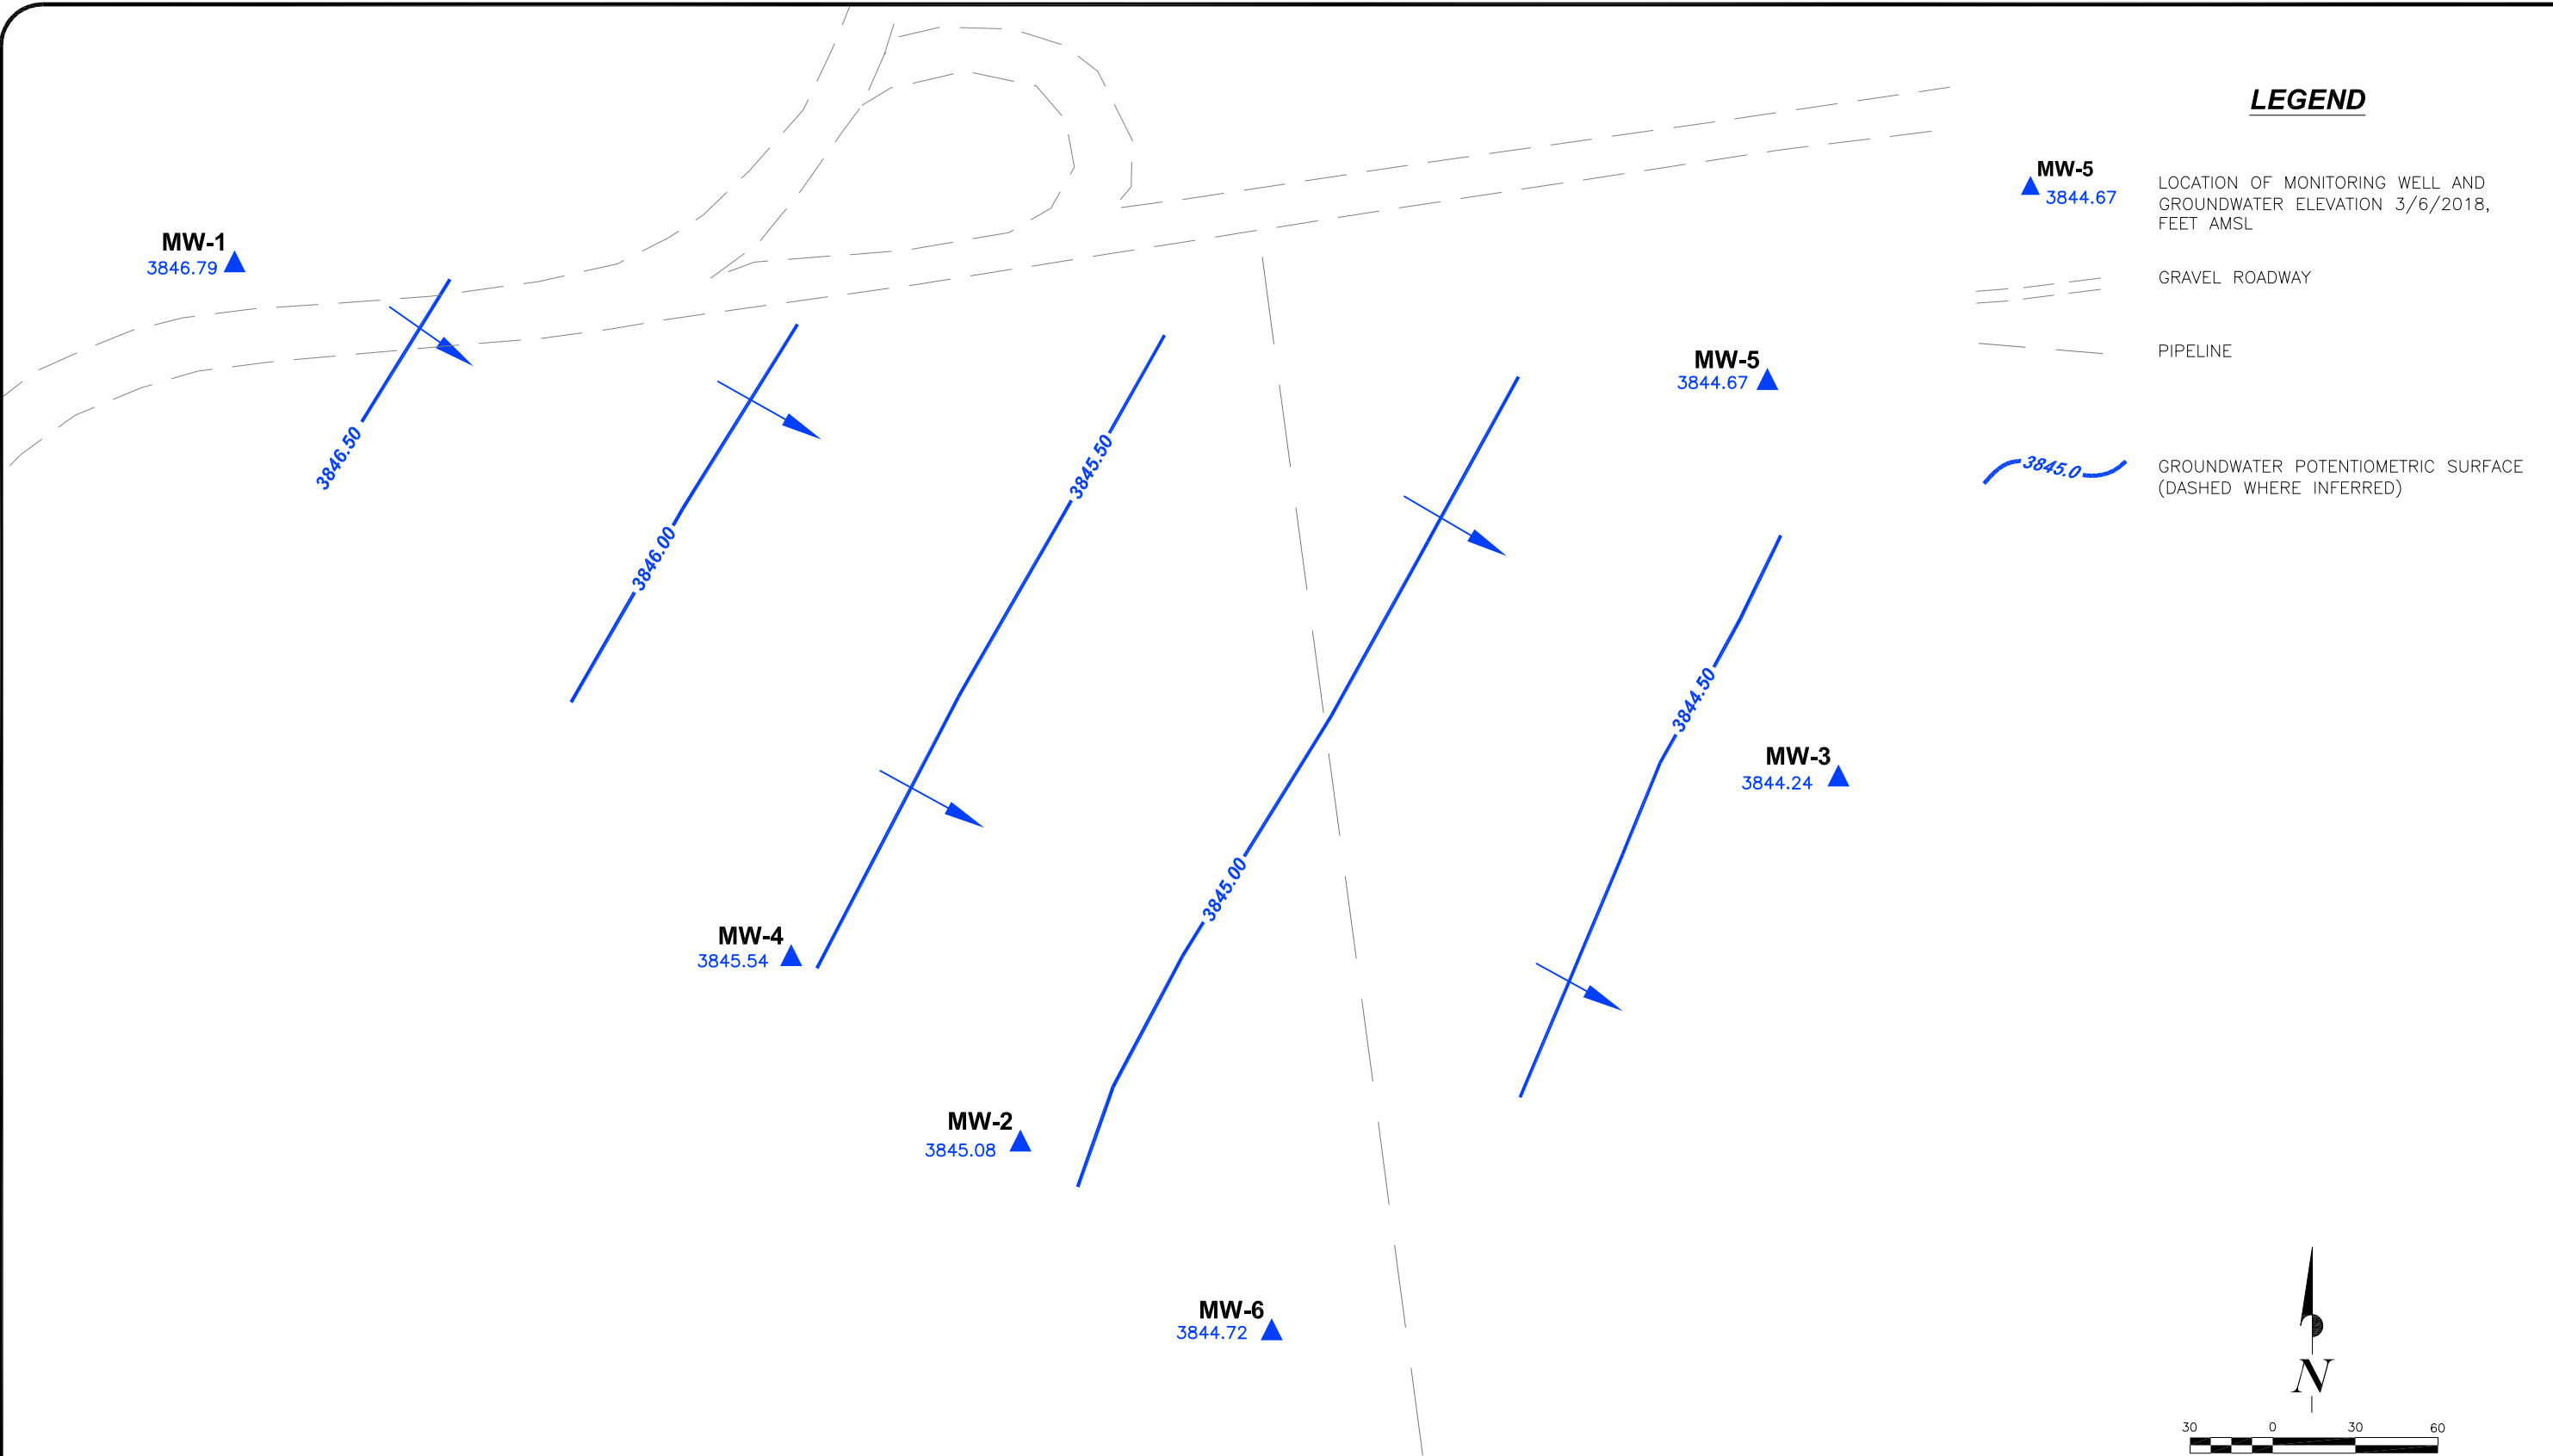 LEGEND
MW-5
3844.67
LOCATION OF MONITORING WELL AND
GROUNDWATER ELEVATION 3/6/2018,
FEET AMSL
GRAVEL ROADWAY
PIPELINE
3845.0
GROUNDWATER POTENTIOMETRIC SURFACE
(DASHED WHERE INFERRED)
MW-1
3846.79
3846.50
3846.00
3845.50
MW-5
3844.67
3844.50
MW-3
3844.24
3845.00
MW-4
3845.54
MW-2
3845.08
MW-6
3844.72
N
30 0 30 60